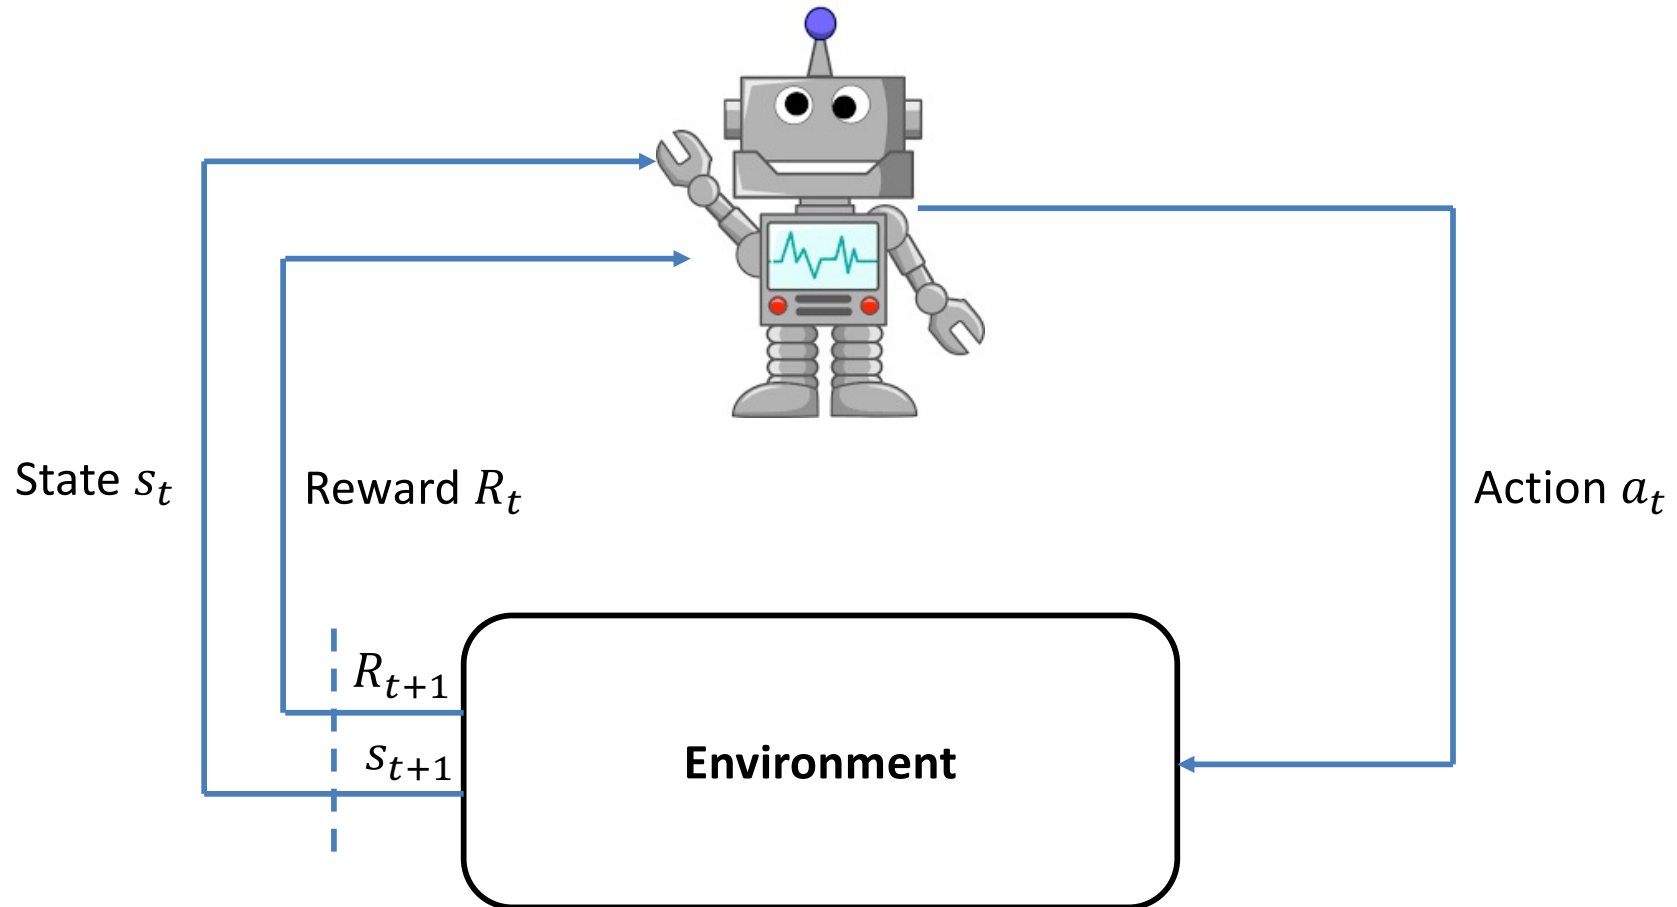 State $s_t$
Reward $R_t$
Action $a_t$
$R_{t+1}$
$s_{t+1}$
Environment